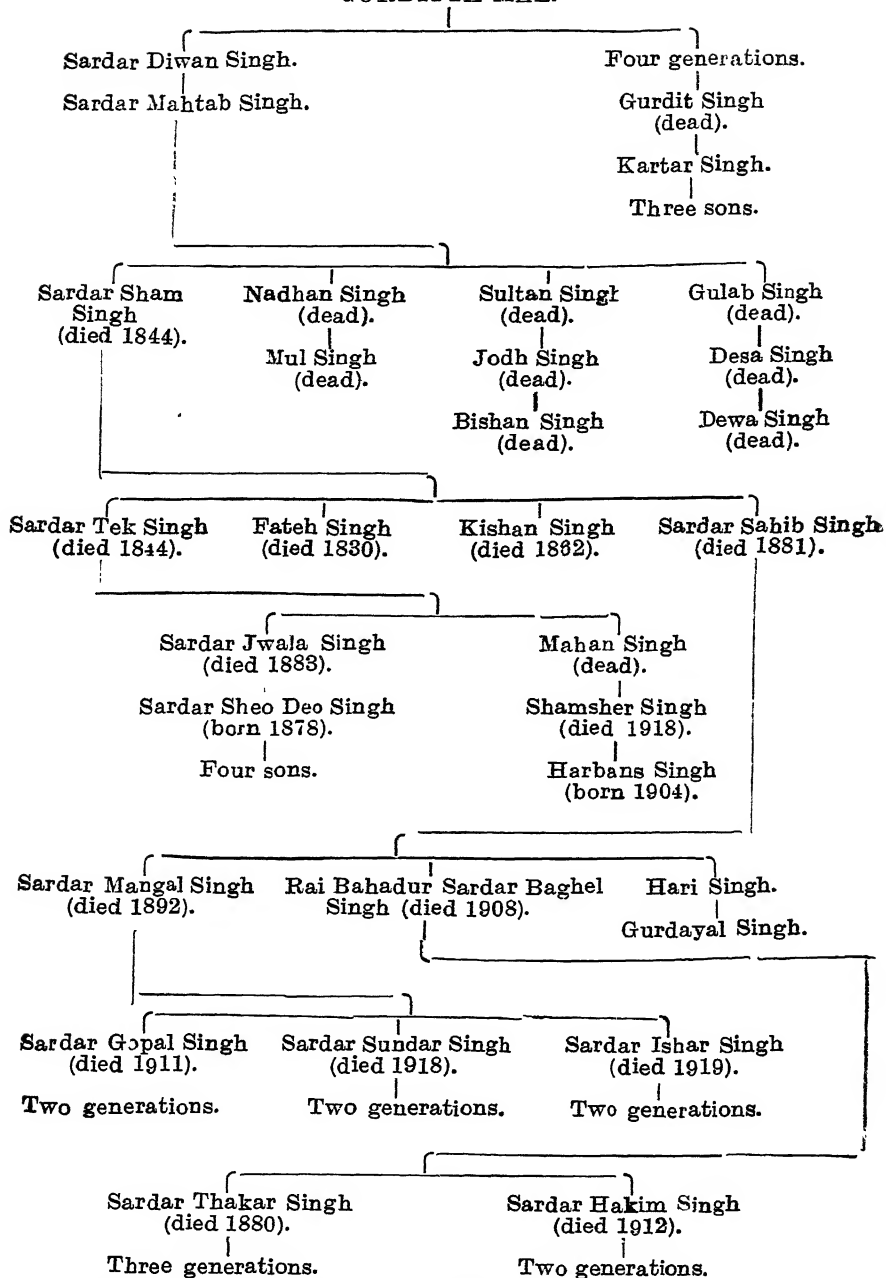 Sardar Diwan Singh.
Four generations.
Sardar Mahtab Singh.
Gurdit Singh
(dead).
Kartar Singh.
Three sons.
Sardar Sham
Singh
(died 1844).
Nadhan Singh
(dead).
Mul Singh
(dead).
Sultan Singh
(dead).
Jodh Singh
(dead).
Bishan Singh
(dead).
Gulab Singh
(dead).
Desa Singh
(dead).
Dewa Singh
(dead).
Sardar Tek Singh
(died 1844).
Fateh Singh
(died 1830).
Kishan Singh
(died 1862).
Sardar Sahib Singh
(died 1881).
Sardar Jwala Singh
(died 1883).
Sardar Sheo Deo Singh
(born 1878).
Four sons.
Mahan Singh
(dead).
Shamsher Singh
(died 1918).
Harbans Singh
(born 1904).
Sardar Mangal Singh
(died 1892).
Rai Bahadur Sardar Baghel
Singh (died 1908).
Hari Singh.
Gurdayal Singh.
Sardar Gopal Singh
(died 1911).
Two generations.
Sardar Sundar Singh
(died 1918).
Two generations.
Sardar Ishar Singh
(died 1919).
Two generations.
Sardar Thakar Singh
(died 1880).
Three generations.
Sardar Hakim Singh
(died 1912).
Two generations.